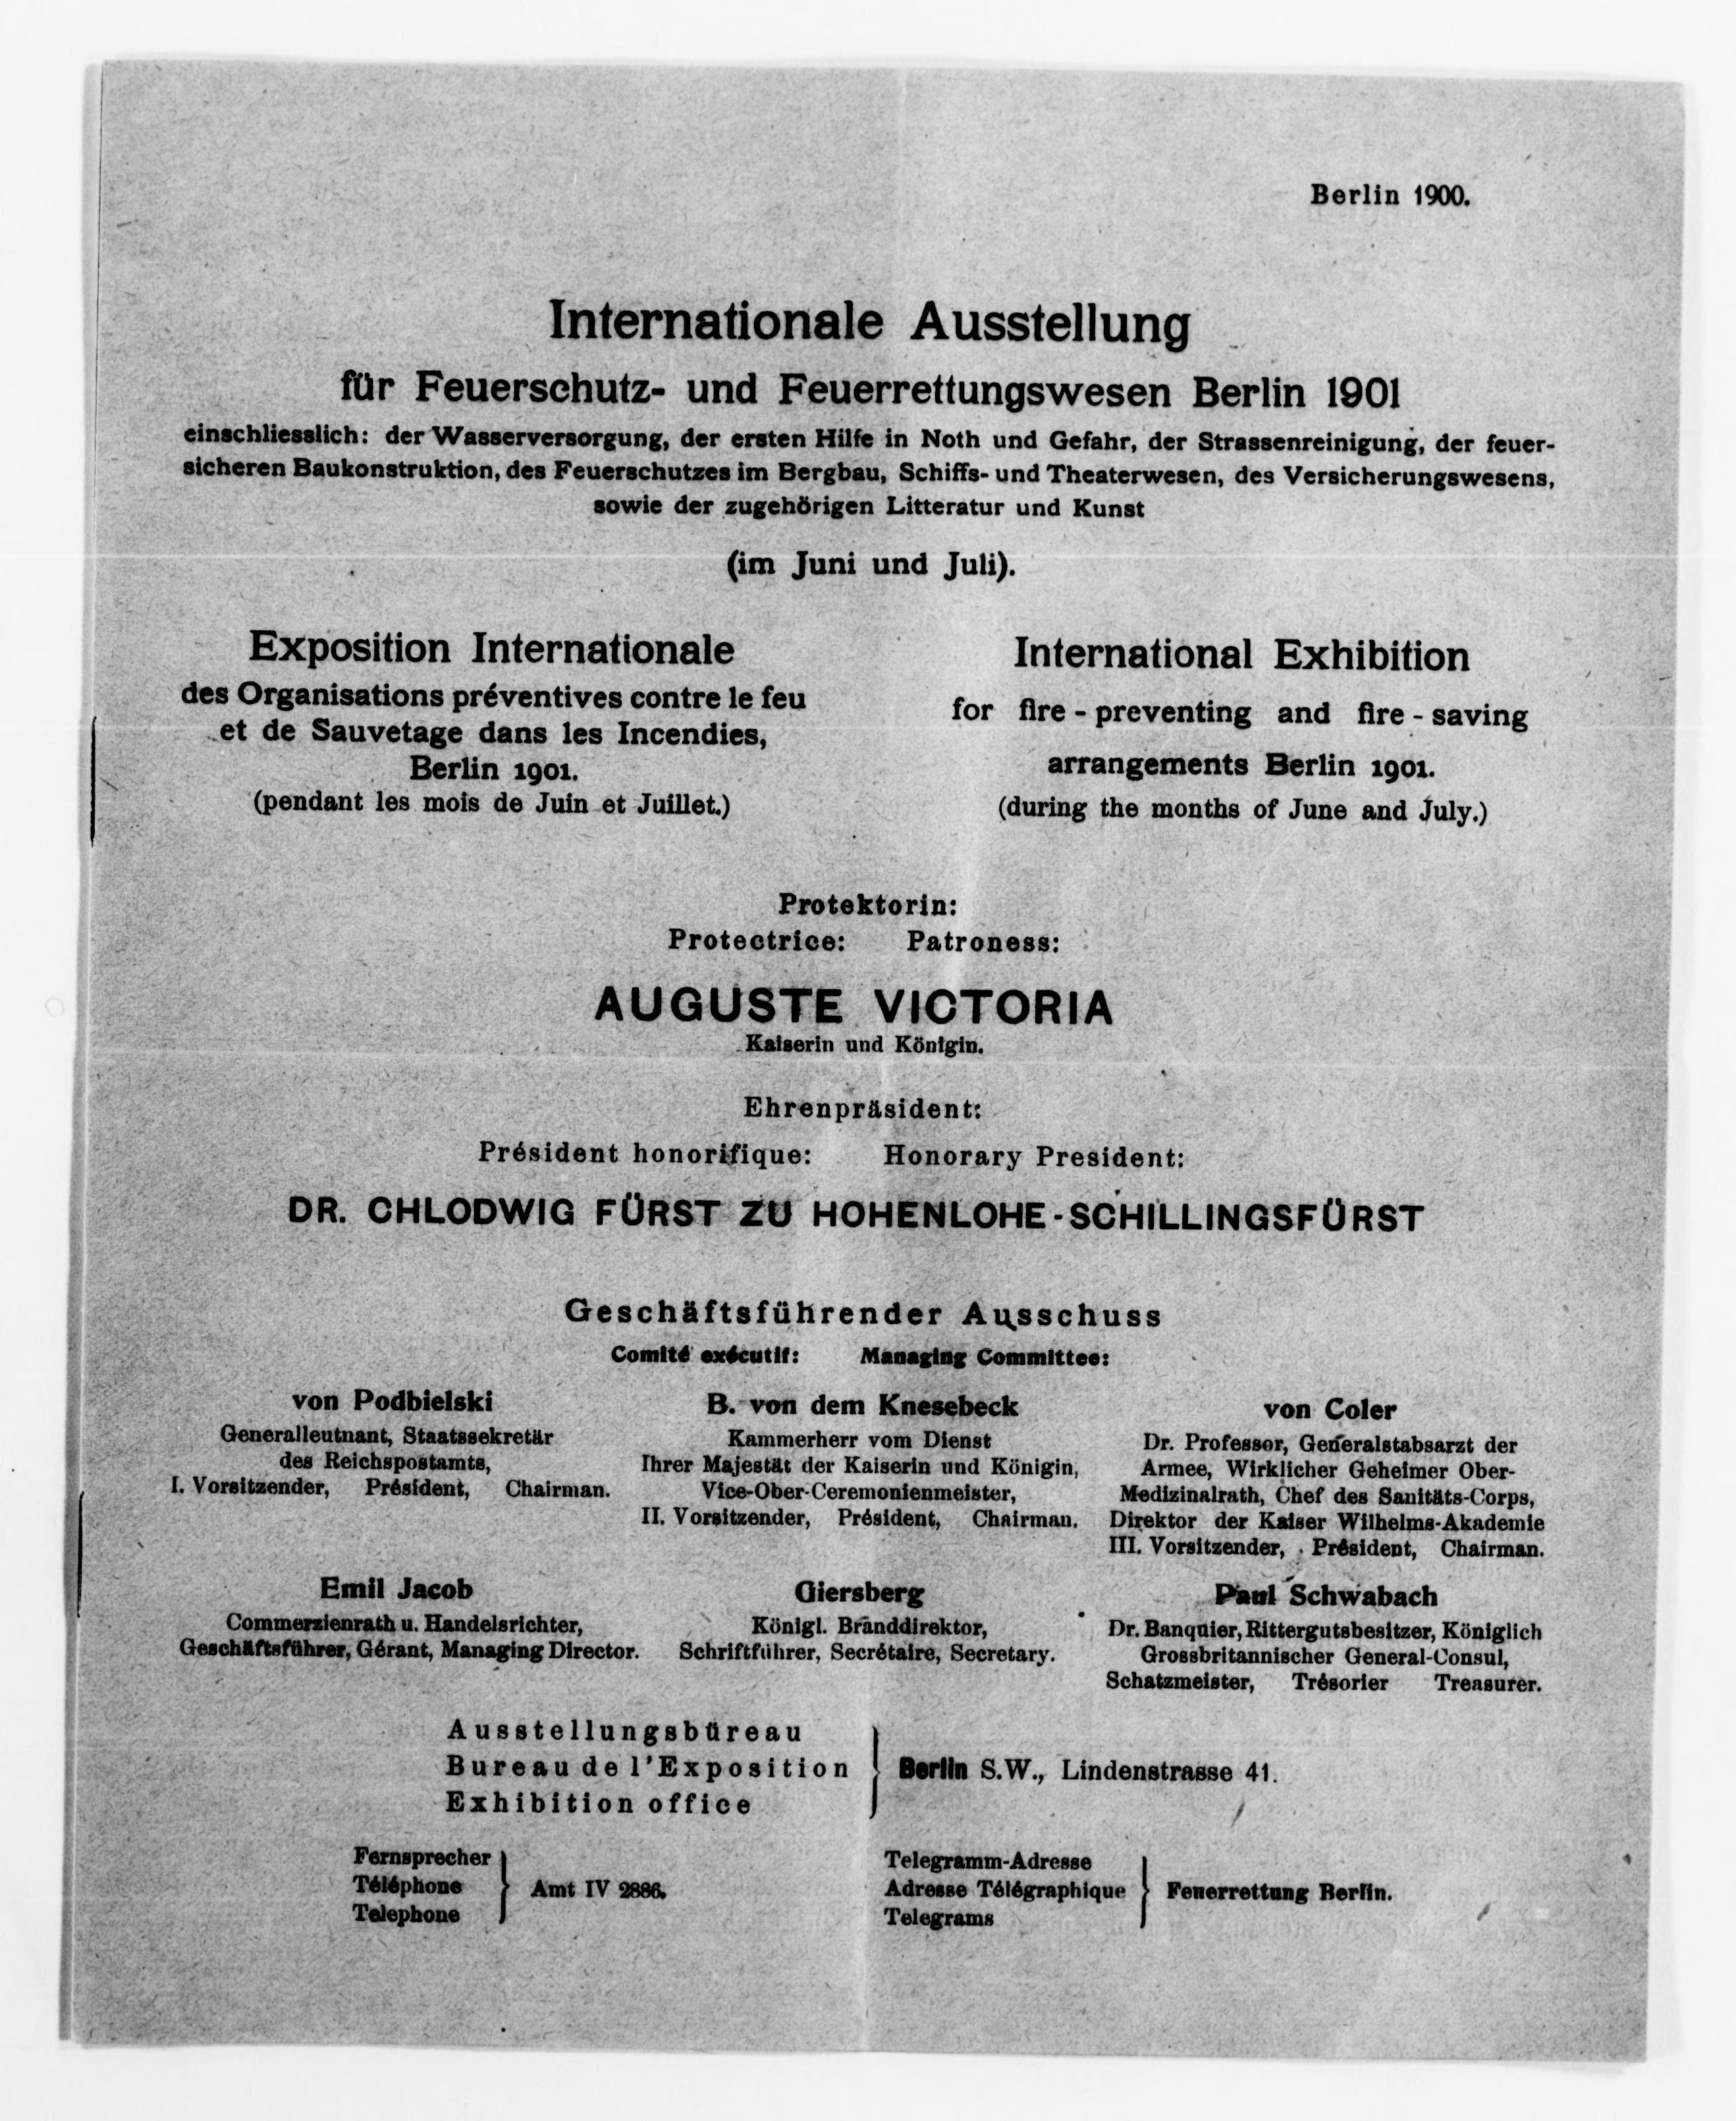 Berlin 1900.
Internationale Ausstellung
für Feuerschutz- und Feuerrettungswesen Berlin 1901
einschliesslich: der Wasserversorgung, der ersten Hilfe in Noth und Gefahr, der Strassenreinigung, der feuer-
sicheren Baukonstruktion, des Feuerschutzes im Bergbau, Schiffs- und Theaterwesen, des Versicherungswesens,
sowie der zugehörigen Litteratur und Kunst
(im Juni und Juli).
Exposition Internationale
des Organisations préventives contre le feu
et de Sauvetage dans les Incendies,
Berlin 1901.
(pendant les mois de Juin et Juillet.)
International Exhibition
for fire - preventing and fire - saving
arrangements Berlin 1901.
(during the months of June and July.)
Protektorin:
Protectrice: Patroness:
AUGUSTE VICTORIA
Kaiserin und Königin.
Ehrenpräsident:
Président honorifique: Honorary President:
DR. CHLODWIG FÜRST ZU HOHENLOHE-SCHILLINGSFÜRST
Geschäftsführender Ausschuss
Comité exécutif: Managing Committee:
von Podbielski
Generalleutnant, Staatssekretär
des Reichspostamts,
I. Vorsitzender, Président, Chairman.
B. von dem Knesebeck
Kammerherr vom Dienst
Ihrer Majestät der Kaiserin und Königin,
Vice-Ober-Ceremonienmeister,
II. Vorsitzender, Président, Chairman.
von Coler
Dr. Professor, Generalstabsarzt der
Armee, Wirklicher Geheimer Ober-
Medizinalrath, Chef des Sanitäts-Corps,
Direktor der Kaiser Wilhelms-Akademie
III. Vorsitzender, Président, Chairman.
Emil Jacob
Commerzienrath u. Handelsrichter,
Geschäftsführer, Gérant, Managing Director.
Giersberg
Königl. Branddirektor,
Schriftführer, Secrétaire, Secretary.
Paul Schwabach
Dr. Banquier, Rittergutsbesitzer, Königlich
Grossbritannischer General-Consul,
Schatzmeister, Trésorier Treasurer.
Ausstellungsbüreau
Bureau de l'Exposition
Exhibition office
Berlin S.W., Lindenstrasse 41.
Fernsprecher
Téléphone
Telephone
Amt IV 2886.
Telegramm-Adresse
Adresse Télégraphique
Telegrams
Feuerrettung Berlin.